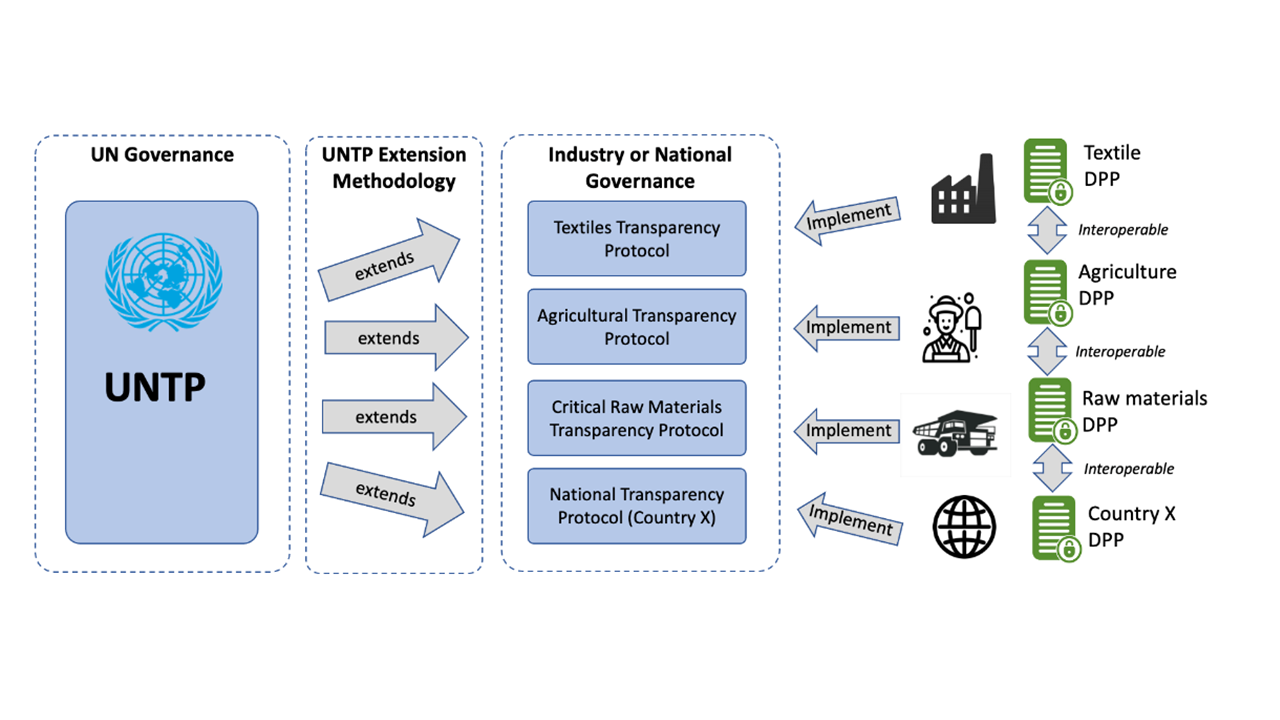 UN Governance
UNTP
UNTP Extension
Methodology
extends
extends
extends
extends
Industry or National
Governance
Textiles Transparency
Protocol
Agricultural Transparency
Protocol
Critical Raw Materials
Transparency Protocol
National Transparency
Protocol (Country X)
Implement
Implement
Implement
Implement
Textile
DPP
Interoperable
Agriculture
DPP
Interoperable
Raw materials
DPP
Interoperable
Country X
DPP